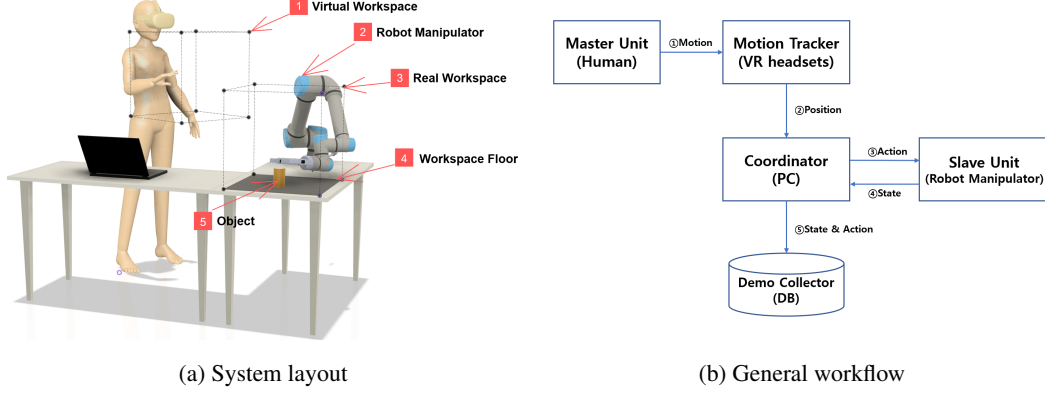 1 Virtual Workspace
2 Robot Manipulator
3 Real Workspace
4 Workspace Floor
5 Object
(a) System layout
Master Unit
(Human)
①Motion
Motion Tracker
(VR headsets)
②Position
Coordinator
(PC)
③Action
④State
Slave Unit
(Robot Manipulator)
⑤State & Action
Demo Collector
(DB)
(b) General workflow